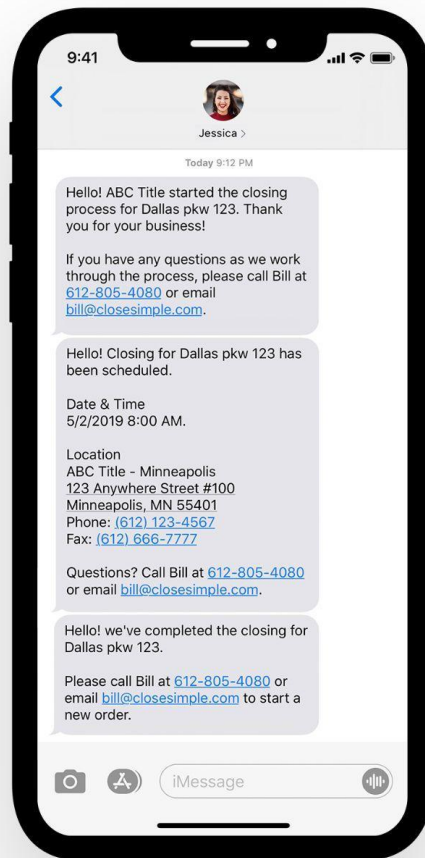 9:41
Jessica >
Today 9:12 PM
Hello! ABC Title started the closing
process for Dallas pkw 123. Thank
you for your business!
If you have any questions as we work
through the process, please call Bill at
612-805-4080 or email
bill@closesimple.com.
Hello! Closing for Dallas pkw 123 has
been scheduled.
Date & Time
5/2/2019 8:00 AM.
Location
ABC Title - Minneapolis
123 Anywhere Street #100
Minneapolis, MN 55401
Phone: (612) 123-4567
Fax: (612) 666-7777
Questions? Call Bill at 612-805-4080
or email bill@closesimple.com.
Hello! we've completed the closing for
Dallas pkw 123.
Please call Bill at 612-805-4080 or
email bill@closesimple.com to start a
new order.
iMessage